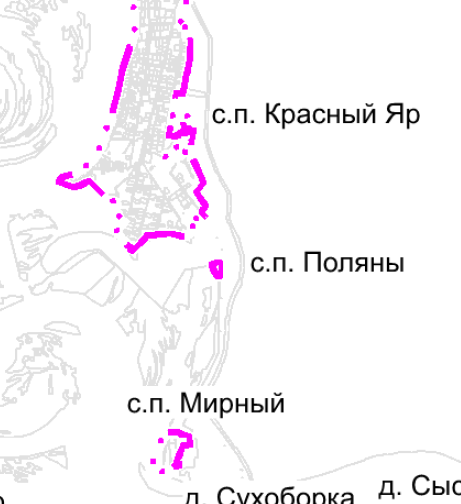 с.п. Красный Яр
с.п. Поляны
с.п. Мирный
д. Сухоборка
д.